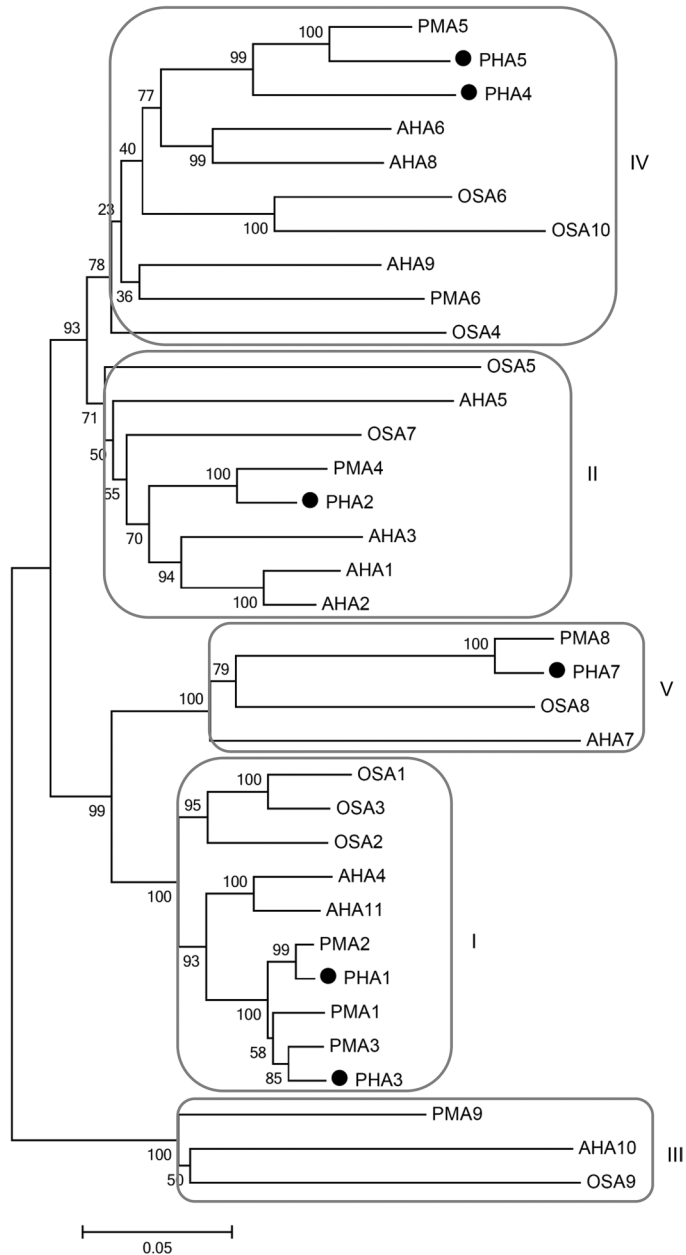 100 PMA5
99 PHA5
77 PHA4
AHA6
40 99 AHA8
IV
23 OSA6
100 OSA10
78 AHA9
36 PMA6
93 OSA4
71 OSA5
50 AHA5
55 OSA7
100 PMA4
II
70 PHA2
94 AHA3
AHA1
100 AHA2
100 PMA8
79 PHA7
V
100 OSA8
AHA7
100 OSA1
95 OSA3
99 OSA2
100 AHA4
100 AHA11
93 99 PMA2
I
PHA1
100 PMA1
58 PMA3
85 PHA3
PMA9
100 AHA10
III
50 OSA9
0.05